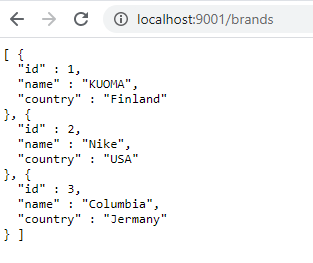 localhost:9001/brands
[ {
  "id" : 1,
  "name" : "KUOMA",
  "country" : "Finland"
}, {
  "id" : 2,
  "name" : "Nike",
  "country" : "USA"
}, {
  "id" : 3,
  "name" : "Columbia",
  "country" : "Jermany"
} ]